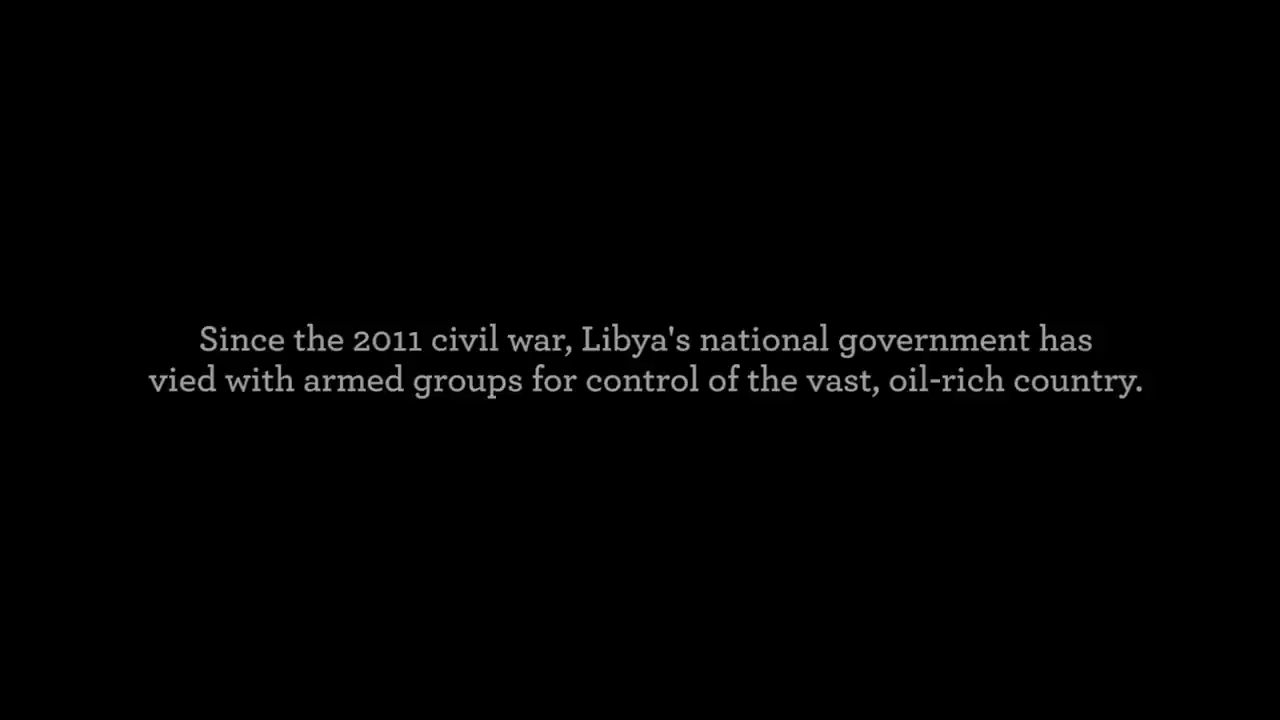 Since the 2011 civil war, Libya's national government has
vied with armed groups for control of the vast, oil-rich country.